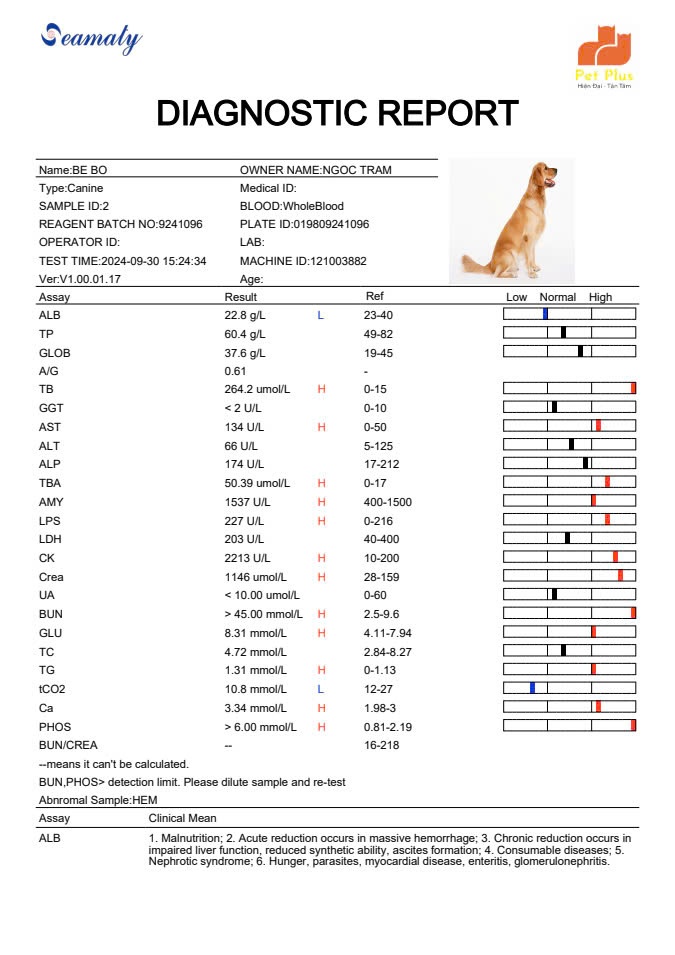 Seamaty
Pet Plus
Hiện Đại - Tận Tâm
DIAGNOSTIC REPORT
Name:BE BO OWNER NAME:NGOC TRAM
Type:Canine Medical ID:
SAMPLE ID:2 BLOOD:WholeBlood
REAGENT BATCH NO:9241096 PLATE ID:019809241096
OPERATOR ID: LAB:
TEST TIME:2024-09-30 15:24:34 MACHINE ID:121003882
Ver:V1.00.01.17 Age:
Assay Result Ref Low Normal High
ALB 22.8 g/L L 23-40
TP 60.4 g/L 49-82
GLOB 37.6 g/L 19-45
A/G 0.61 -
TB 264.2 umol/L H 0-15
GGT < 2 U/L 0-10
AST 134 U/L H 0-50
ALT 66 U/L 5-125
ALP 174 U/L 17-212
TBA 50.39 umol/L H 0-17
AMY 1537 U/L H 400-1500
LPS 227 U/L H 0-216
LDH 203 U/L 40-400
CK 2213 U/L H 10-200
Crea 1146 umol/L H 28-159
UA < 10.00 umol/L 0-60
BUN > 45.00 mmol/L H 2.5-9.6
GLU 8.31 mmol/L H 4.11-7.94
TC 4.72 mmol/L 2.84-8.27
TG 1.31 mmol/L H 0-1.13
tCO2 10.8 mmol/L L 12-27
Ca 3.34 mmol/L H 1.98-3
PHOS > 6.00 mmol/L H 0.81-2.19
BUN/CREA -- 16-218
--means it can't be calculated.
BUN,PHOS> detection limit. Please dilute sample and re-test
Abnromal Sample:HEM
Assay Clinical Mean
ALB 1. Malnutrition; 2. Acute reduction occurs in massive hemorrhage; 3. Chronic reduction occurs in
impaired liver function, reduced synthetic ability, ascites formation; 4. Consumable diseases; 5.
Nephrotic syndrome; 6. Hunger, parasites, myocardial disease, enteritis, glomerulonephritis.